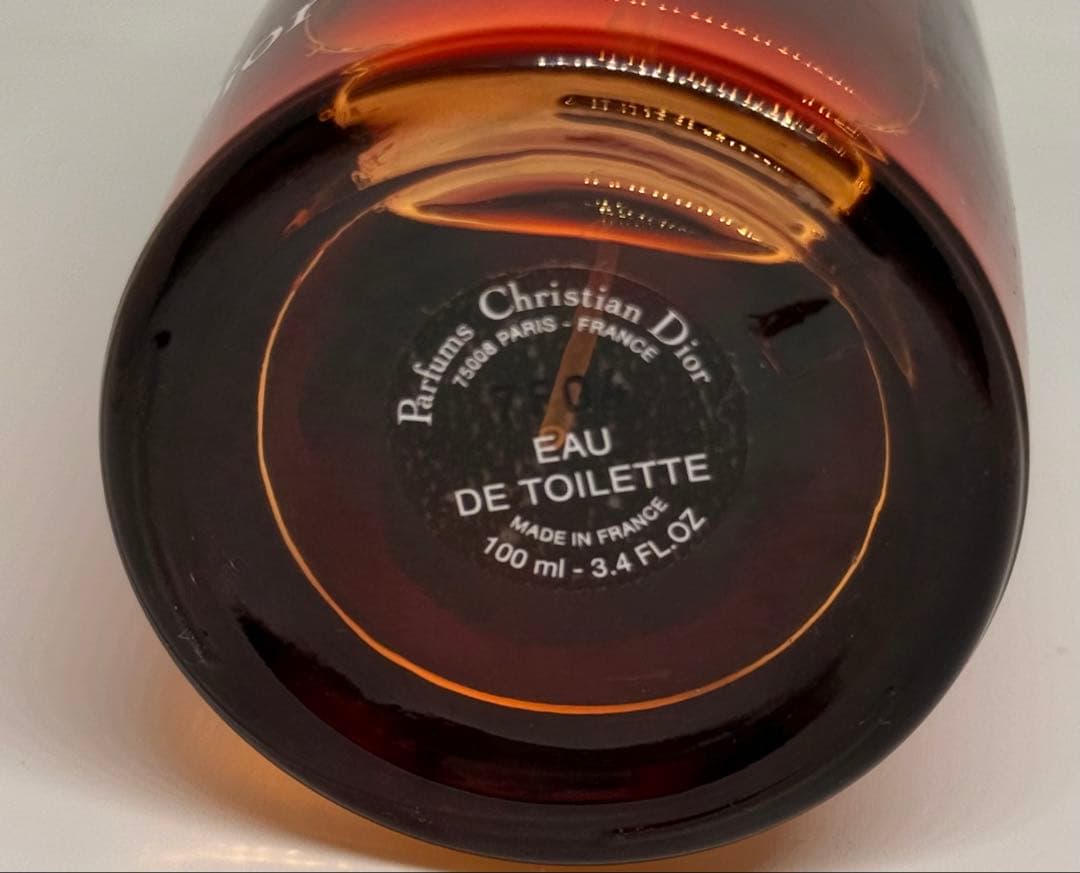 Parfums Christian Dior
75008 PARIS - FRANCE
EAU
DE TOILETTE
MADE IN FRANCE
100 ml - 3.4 FL.OZ